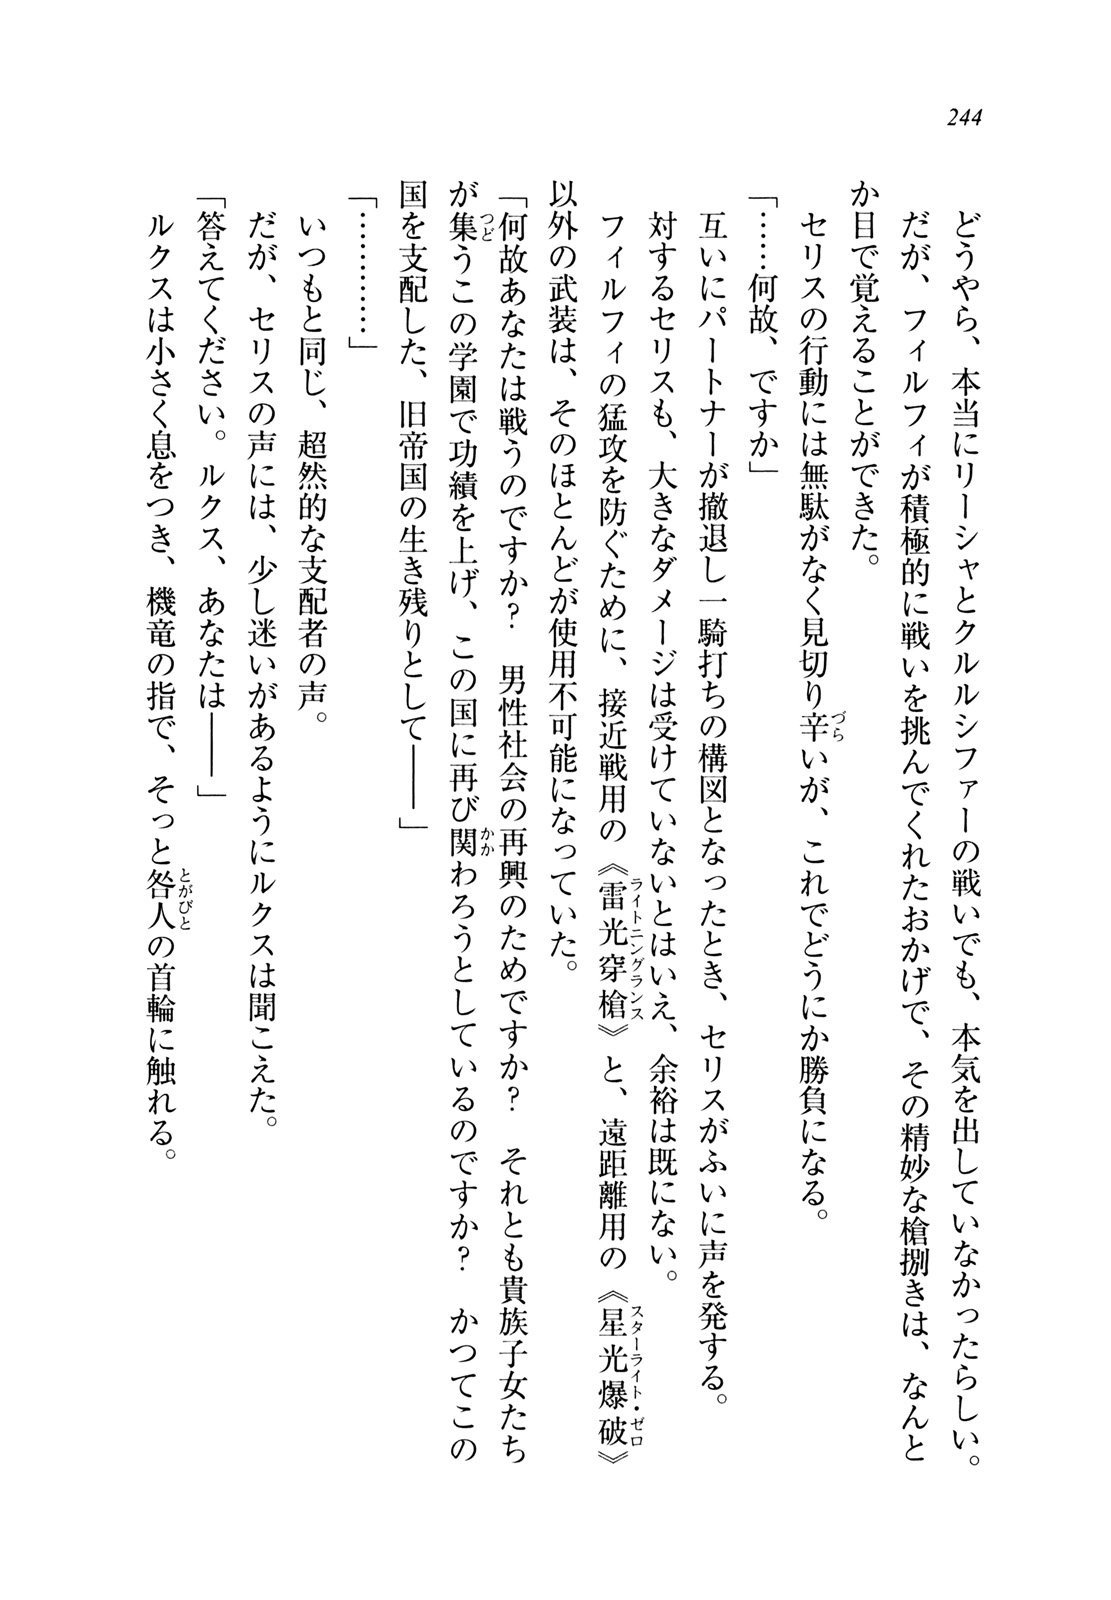 244
どうやら、本当にリーシャとクルルシファーの戦いでも、本気を出していなかったらしい。
だが、フィルフィが積極的に戦いを挑んでくれたおかげで、その精妙な槍捌きは、なんと
か目で覚えることができた。
セリスの行動には無駄がなく見切り辛いが、これでどうにか勝負になる。
「……何故、ですか」
互いにパートナーが撤退し一騎打ちの構図となったとき、セリスがふいに声を発する。
対するセリスも、大きなダメージは受けていないとはいえ、余裕は既にない。
フィルフィの猛攻を防ぐために、接近戦用の《雷光穿槍》と、遠距離用の《星光爆破》
以外の武装は、そのほとんどが使用不可能になっていた。
「何故あなたは戦うのですか？　男性社会の再興のためですか？　それとも貴族子女たち
が集うこの学園で功績を上げ、この国に再び関わろうとしているのですか？　かつてこの
国を支配した、旧帝国の生き残りとして――」
「…………」
いつもと同じ、超然的な支配者の声。
だが、セリスの声には、少し迷いがあるようにルクスは聞こえた。
「答えてください。ルクス、あなたは――」
ルクスは小さく息をつき、機竜の指で、そっと咎人の首輪に触れる。